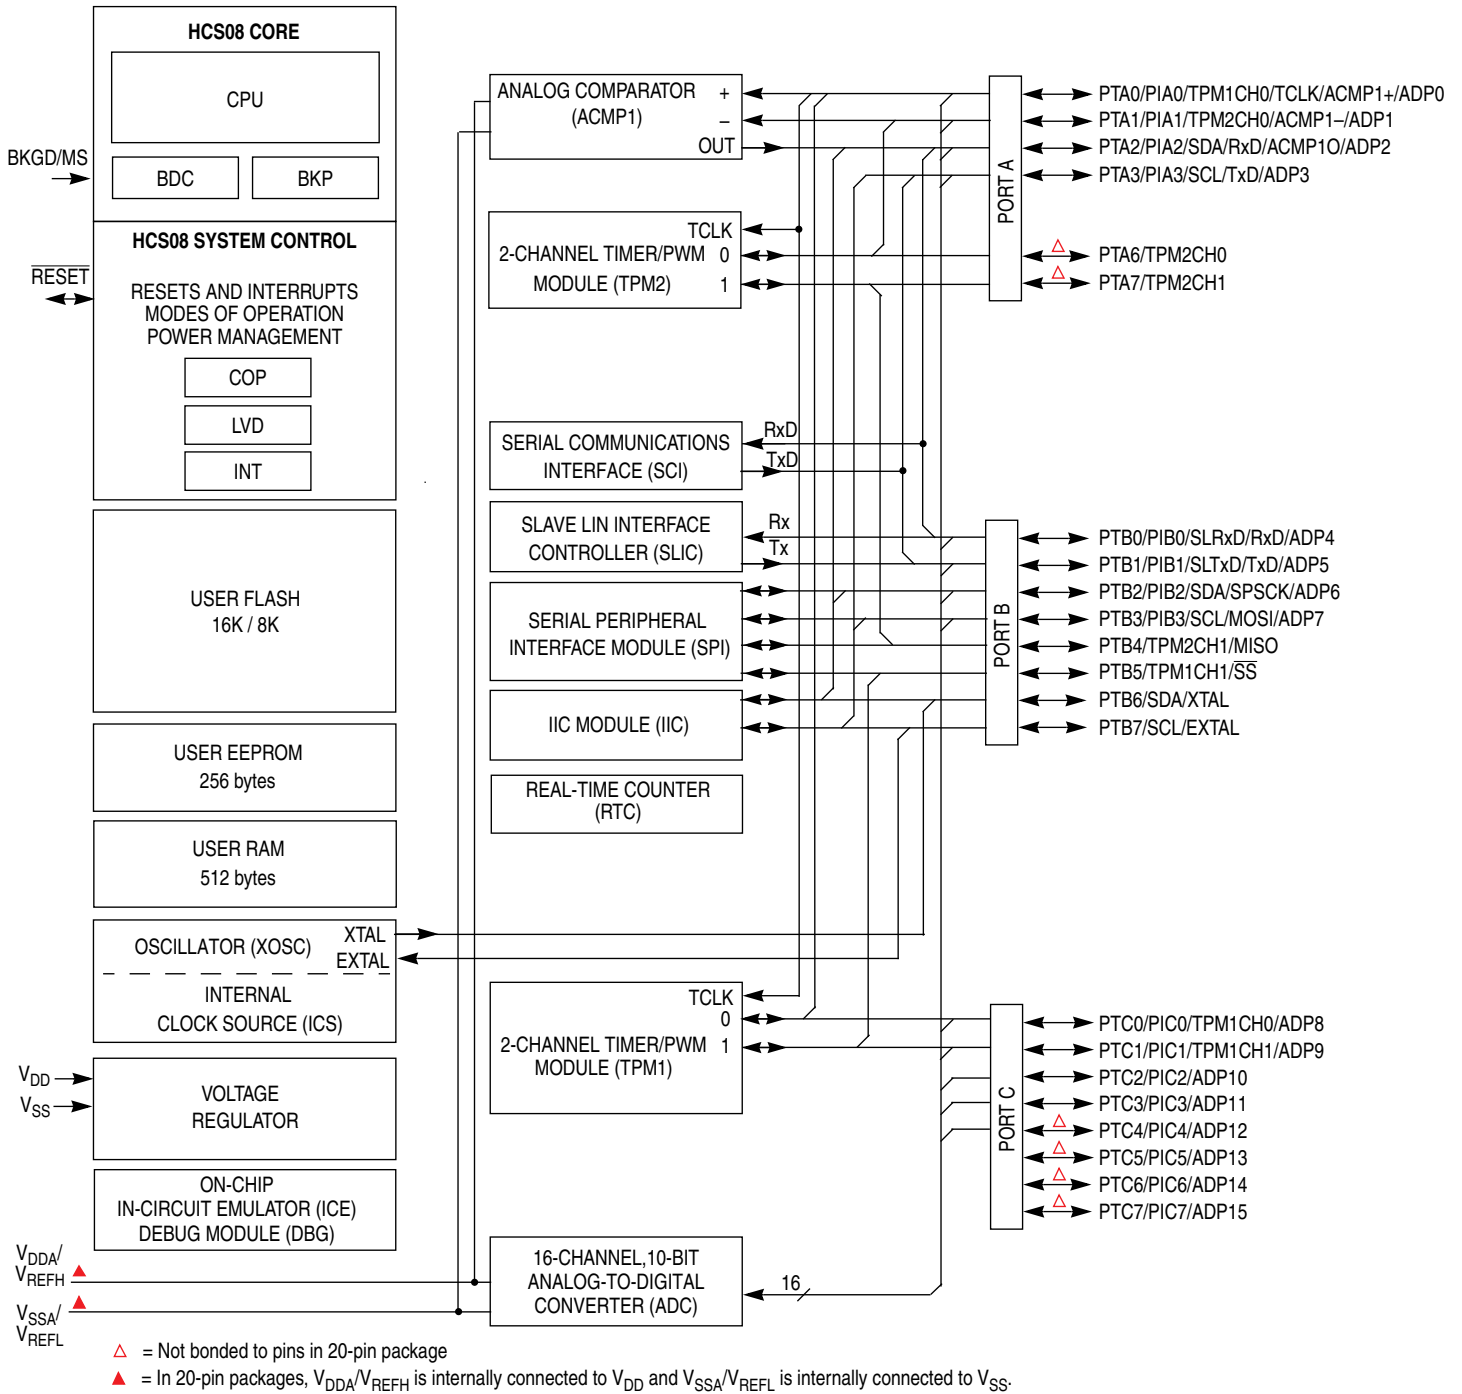 HCS08 CORE
CPU
BDC
BKP
BKGD/MS
HCS08 SYSTEM CONTROL
RESET
RESETS AND INTERRUPTS
MODES OF OPERATION
POWER MANAGEMENT
COP
LVD
INT
USER FLASH
16K / 8K
USER EEPROM
256 bytes
USER RAM
512 bytes
OSCILLATOR (XOSC)
XTAL
EXTAL
INTERNAL
CLOCK SOURCE (ICS)
VDD
VSS
VOLTAGE
REGULATOR
ON-CHIP
IN-CIRCUIT EMULATOR (ICE)
DEBUG MODULE (DBG)
VDDA/
VREFH
VSSA/
VREFL
ANALOG COMPARATOR
(ACMP1)
+
–
OUT
TCLK
2-CHANNEL TIMER/PWM 0
MODULE (TPM2) 1
SERIAL COMMUNICATIONS
INTERFACE (SCI)
RxD
TxD
SLAVE LIN INTERFACE
CONTROLLER (SLIC)
Rx
Tx
SERIAL PERIPHERAL
INTERFACE MODULE (SPI)
IIC MODULE (IIC)
REAL-TIME COUNTER
(RTC)
TCLK
0
2-CHANNEL TIMER/PWM 1
MODULE (TPM1)
16-CHANNEL,10-BIT
ANALOG-TO-DIGITAL
CONVERTER (ADC)
16
PORT A
PTA0/PIA0/TPM1CH0/TCLK/ACMP1+/ADP0
PTA1/PIA1/TPM2CH0/ACMP1–/ADP1
PTA2/PIA2/SDA/RxD/ACMP1O/ADP2
PTA3/PIA3/SCL/TxD/ADP3
PTA6/TPM2CH0
PTA7/TPM2CH1
PORT B
PTB0/PIB0/SLRxD/RxD/ADP4
PTB1/PIB1/SLTxD/TxD/ADP5
PTB2/PIB2/SDA/SPSCK/ADP6
PTB3/PIB3/SCL/MOSI/ADP7
PTB4/TPM2CH1/MISO
PTB5/TPM1CH1/SS
PTB6/SDA/XTAL
PTB7/SCL/EXTAL
PORT C
PTC0/PIC0/TPM1CH0/ADP8
PTC1/PIC1/TPM1CH1/ADP9
PTC2/PIC2/ADP10
PTC3/PIC3/ADP11
PTC4/PIC4/ADP12
PTC5/PIC5/ADP13
PTC6/PIC6/ADP14
PTC7/PIC7/ADP15
△ = Not bonded to pins in 20-pin package
▲ = In 20-pin packages, VDDA/VREFH is internally connected to VDD and VSSA/VREFL is internally connected to VSS.